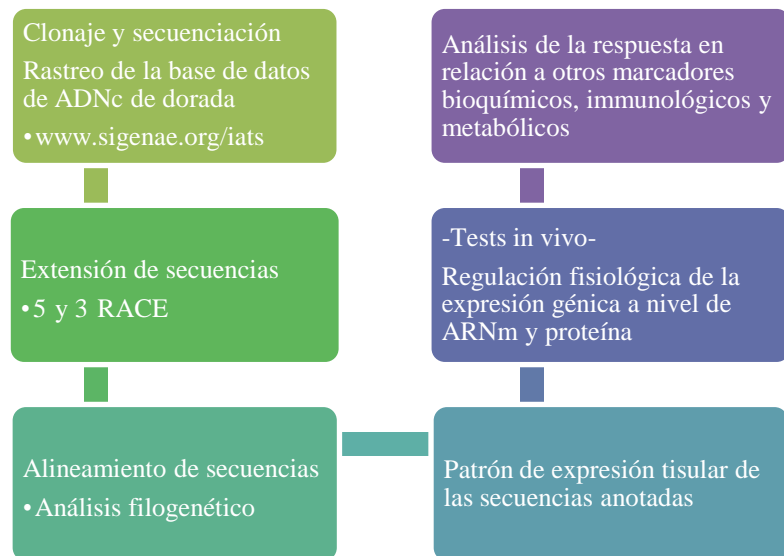 Clonaje y secuenciación
Rastreo de la base de datos
de ADNc de dorada
•www.sigenae.org/iats
Extensión de secuencias
•5 y 3 RACE
Alineamiento de secuencias
•Análisis filogenético
Patrón de expresión tisular de
las secuencias anotadas
-Tests in vivo-
Regulación fisiológica de la
expresión génica a nivel de
ARNm y proteína
Análisis de la respuesta en
relación a otros marcadores
bioquímicos, immunológicos y
metabólicos